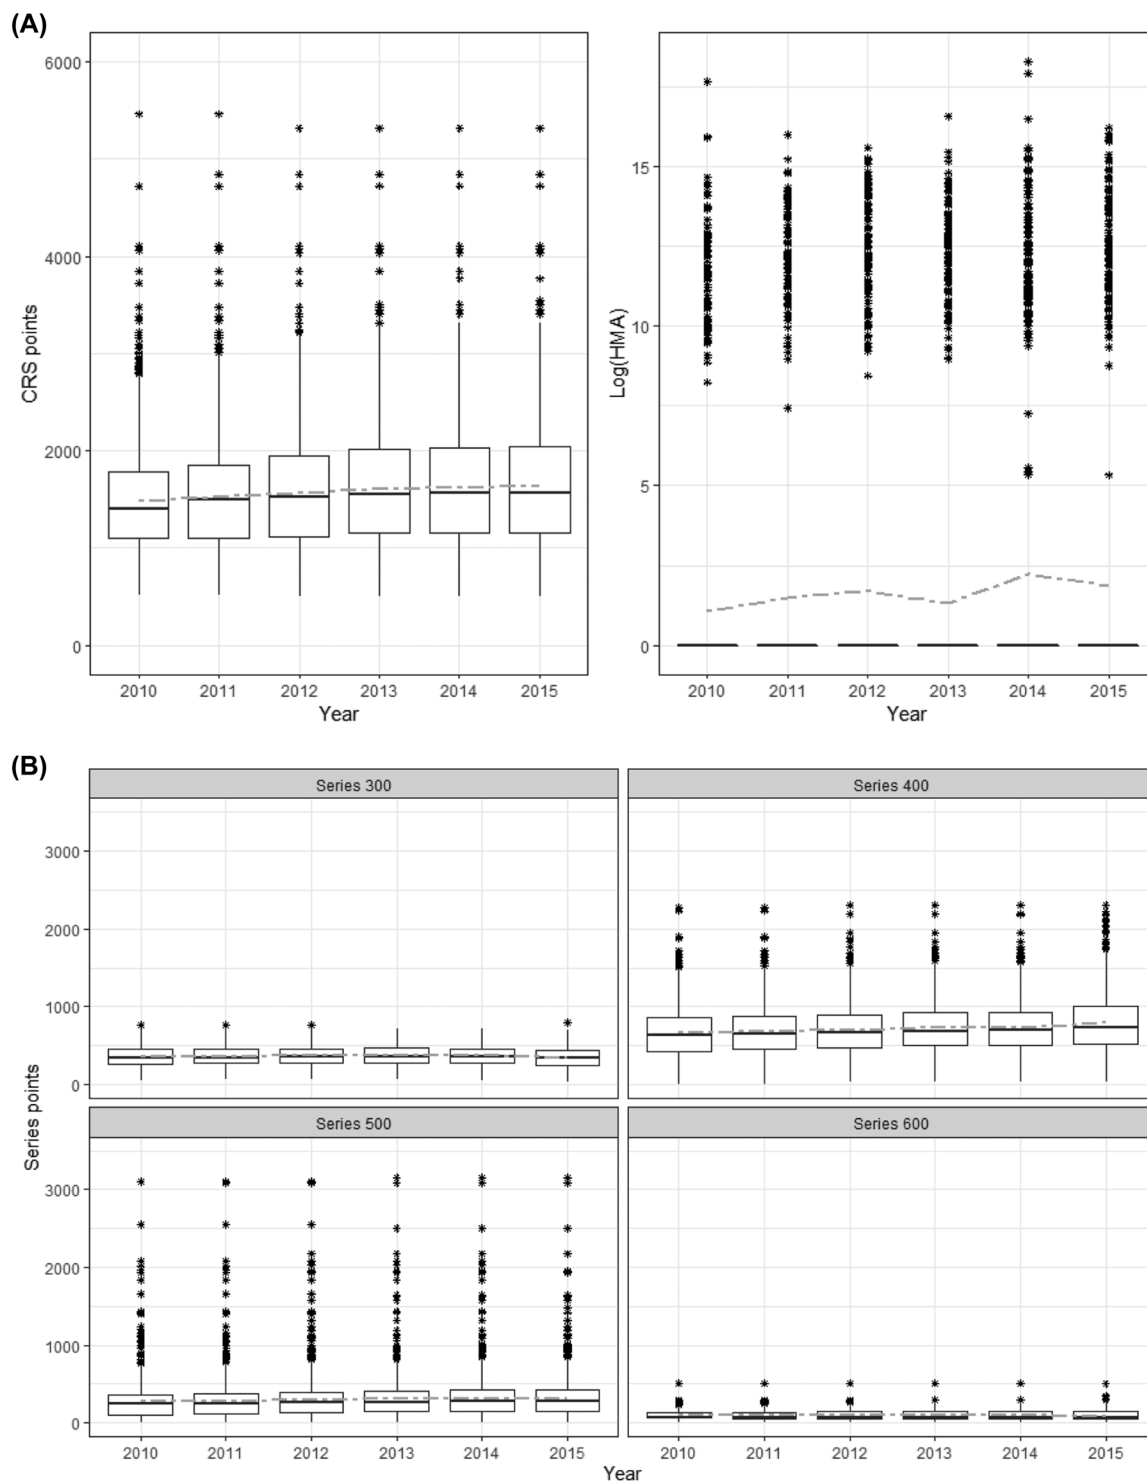 (A)
6000
4000
2000
0
CRS points
2010 2011 2012 2013 2014 2015
Year
15
10
5
0
Log(HMA)
2010 2011 2012 2013 2014 2015
Year
(B)
Series 300
Series 400
3000
2000
1000
0
Series points
Series 500
Series 600
3000
2000
1000
0
2010 2011 2012 2013 2014 2015
2010 2011 2012 2013 2014 2015
Year